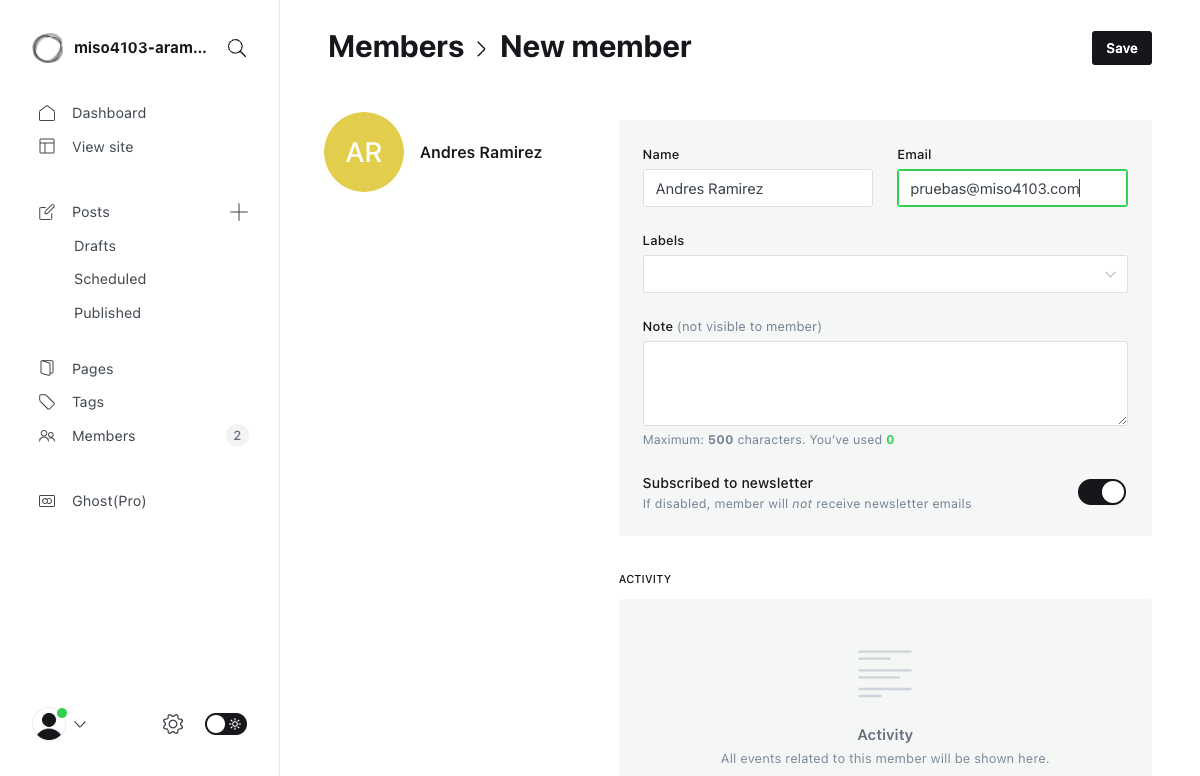 miso4103-aram...
Dashboard
View site
Posts
Drafts
Scheduled
Published
Pages
Tags
Members 2
Ghost(Pro)
Members > New member
Save
AR Andres Ramirez
Name Email
Andres Ramirez pruebas@miso4103.com
Labels
Note (not visible to member)
Maximum: 500 characters. You’ve used 0
Subscribed to newsletter
If disabled, member will not receive newsletter emails
ACTIVITY
Activity
All events related to this member will be shown here.